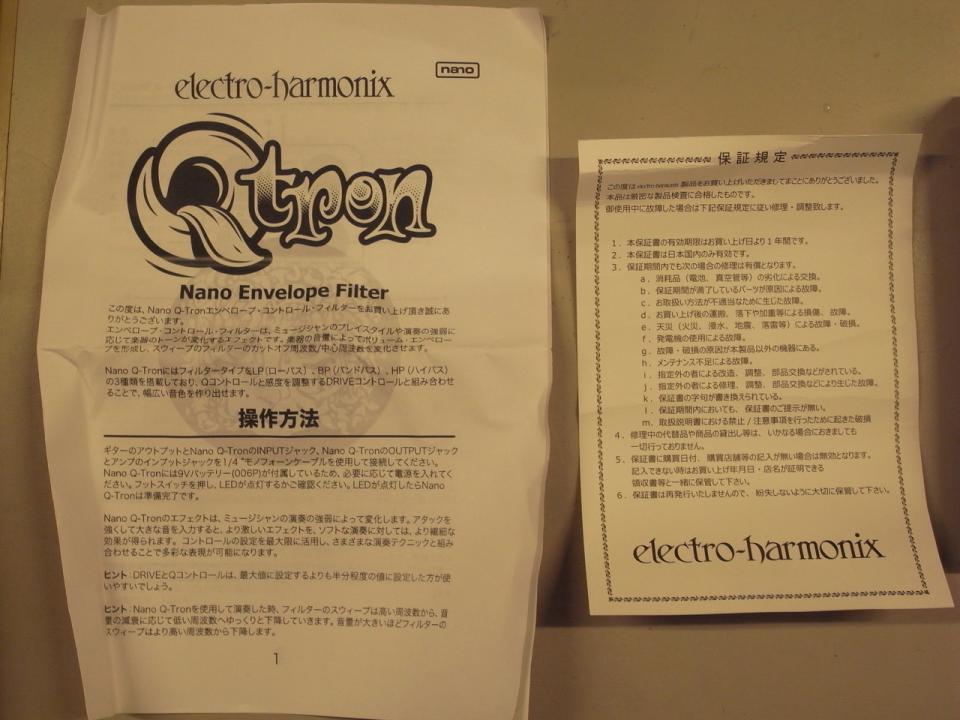 electro-harmonix
nano
Qtron
Nano Envelope Filter
この度は、Nano Q-Tronエンベロープ・コントロール・フィルターをお買い上げ頂き誠にあ
りがとうございます。
エンベロープ・コントロール・フィルターは、ミュージシャンのプレイスタイルや演奏の強弱に
応じて楽器のトーンが変化するエフェクトです。楽器の音量によってボリューム・エンベロー
プを形成し、スウィープのフィルターのカットオフ周波数/中心周波数を変化させます。
Nano Q-TronにはフィルータイプをLP (ローパス) 、BP (バンドパス) 、HP (ハイパス)
の3種類を搭載しており、Qコントロールと感度を調整するDRIVEコントロールと組み合わせ
ることで、幅広い音色を作り出せます。
操作方法
ギターのアウトプットとNano Q-TronのINPUTジャック、Nano Q-TronのOUTPUTジャック
とアンプのインプットジャックを1/4 "モノフォーンケーブルを使用して接続してください。
Nano Q-Tronには9Vバッテリー(006P)が付属しているため、必要に応じて電源を入れてく
ださい。フットスイッチを押し、LEDが点灯するかご確認ください。LEDが点灯したらNano
Q-Tronは準備完了です。
Nano Q-Tronのエフェクトは、ミュージシャンの演奏の強弱によって変化します。アタックを
強くして大きな音を入力すると、より激しいエフェクトを、ソフトな演奏に対しては、より繊細な
効果が得られます。 コントロールの設定を最大限に活用し、さまざまな演奏テクニックと組み
合わせることで多彩な表現が可能になります。
ヒント：DRIVEとQコントロールは、最大値に設定するよりも半分程度の値に設定した方が使
いやすいでしょう。
ヒント：Nano Q-Tronを使用して演奏した時、フィルターのスウィープは高い周波数から、音
量の減衰に応じて低い周波数へゆっくりと下降していきます。音量が大きいほどフィルターの
スウィープはより高い周波数から下降します。
1
保証規定
この度は electro-harmonix 製品をお買い上げいただきましてまことにありがとうございました。
本品は厳密な製品検査に合格したものです。
御使用中に故障した場合は下記保証規定に従い修理・調整致します。
1．本保証書の有効期限はお買い上げ日より１年間です。
2．本保証書は日本国内のみ有効です。
3．保証期間内でも次の場合の修理は有償となります。
a．消耗品（電池、真空管等）の劣化による交換。
b．保証期間が満了しているパーツが原因による故障。
c．お取扱い方法が不適当なために生じた故障。
d．お買い上げ後の運搬、落下や加重等による損傷、故障。
e．天災（火災、浸水、地震、落雷等）による故障・破損。
f．発電機の使用による故障。
g．故障・破損の原因が本製品以外の機器にある。
h．メンテナンス不足による故障。
i．指定外の者による改造、調整、部品交換などがされている。
j．指定外の者による修理、調整、部品交換などにより生じた故障。
k．保証書の字句が書き換えられている。
l．保証期間内においても、保証書のご提示が無い。
m．取扱説明書における禁止/注意事項を行ったために起きた破損
4．修理中の代替品や商品の貸出し等は、いかなる場合におきましても
一切行っておりません。
5．保証書に購買日付、購買店舗等の記入が無い場合は無効となります。
記入できない時はお買い上げ年月日・店名が証明できる
領収書等と一緒に保管して下さい。
6．保証書は再発行いたしませんので、紛失しないように大切に保管して下さい。
electro-harmonix